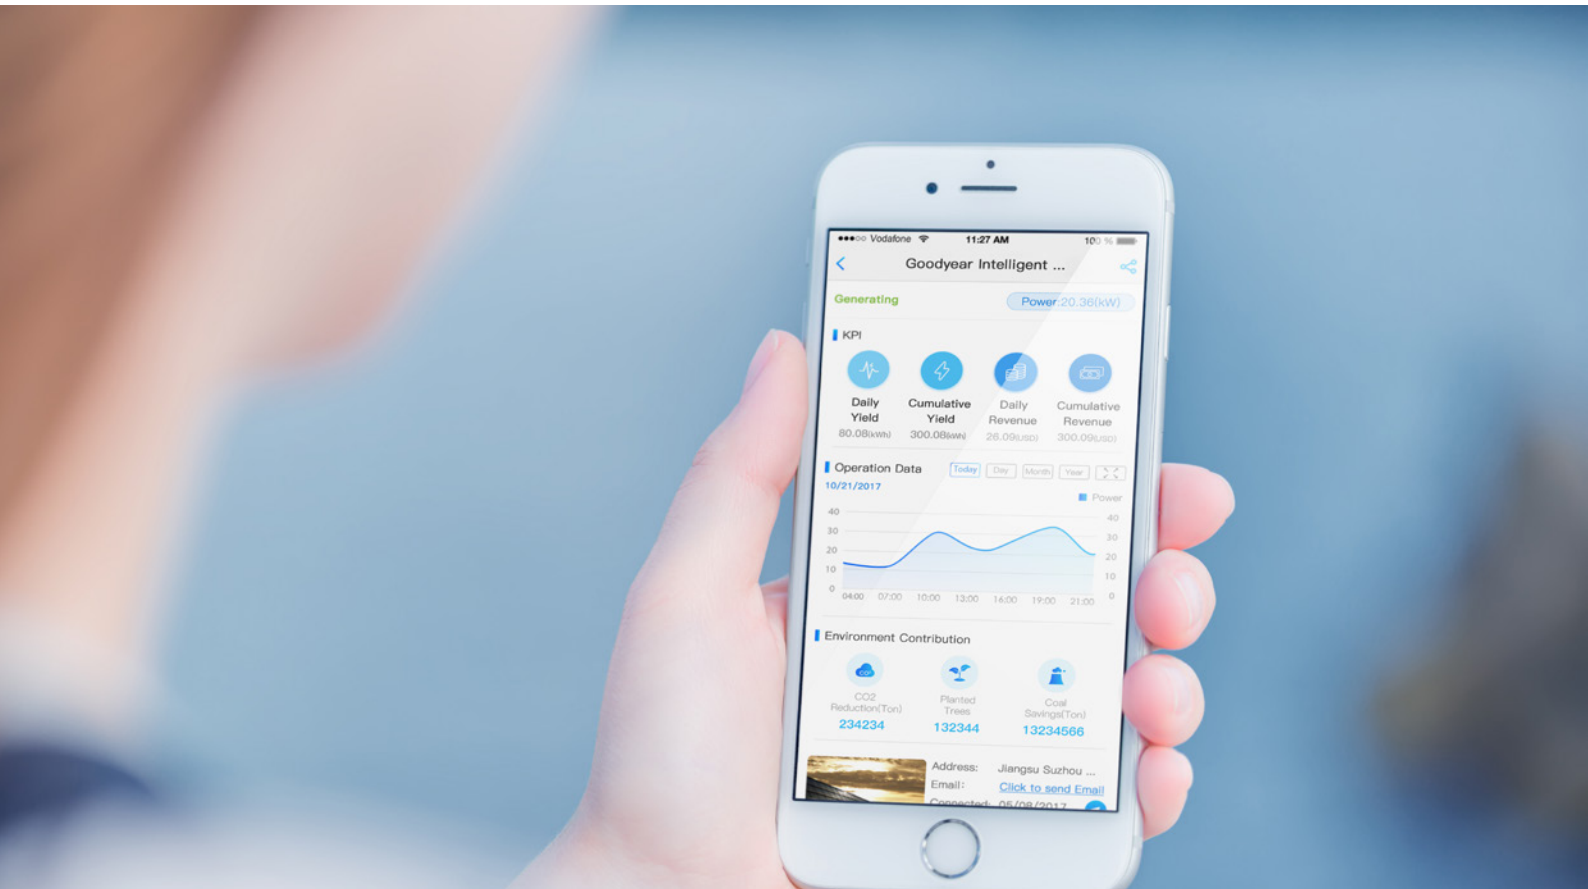 Vodafone 11:27 AM 100 %
Goodyear Intelligent ...
Generating Power:20.36(kW)
KPI
Daily Yield
80.08(kWh)
Cumulative Yield
300.08(kWh)
Daily Revenue
26.09(USD)
Cumulative Revenue
300.09(USD)
Operation Data Today Day Month Year
10/21/2017
Power
40 40
30 30
20 20
10 10
0 0
04:00 07:00 10:00 13:00 16:00 19:00 21:00
Environment Contribution
CO2
Reduction(Ton)
234234
Planted
Trees
132344
Coal
Savings(Ton)
13234566
Address: Jiangsu Suzhou ...
Email: Click to send Email
Connected: 05/08/2017